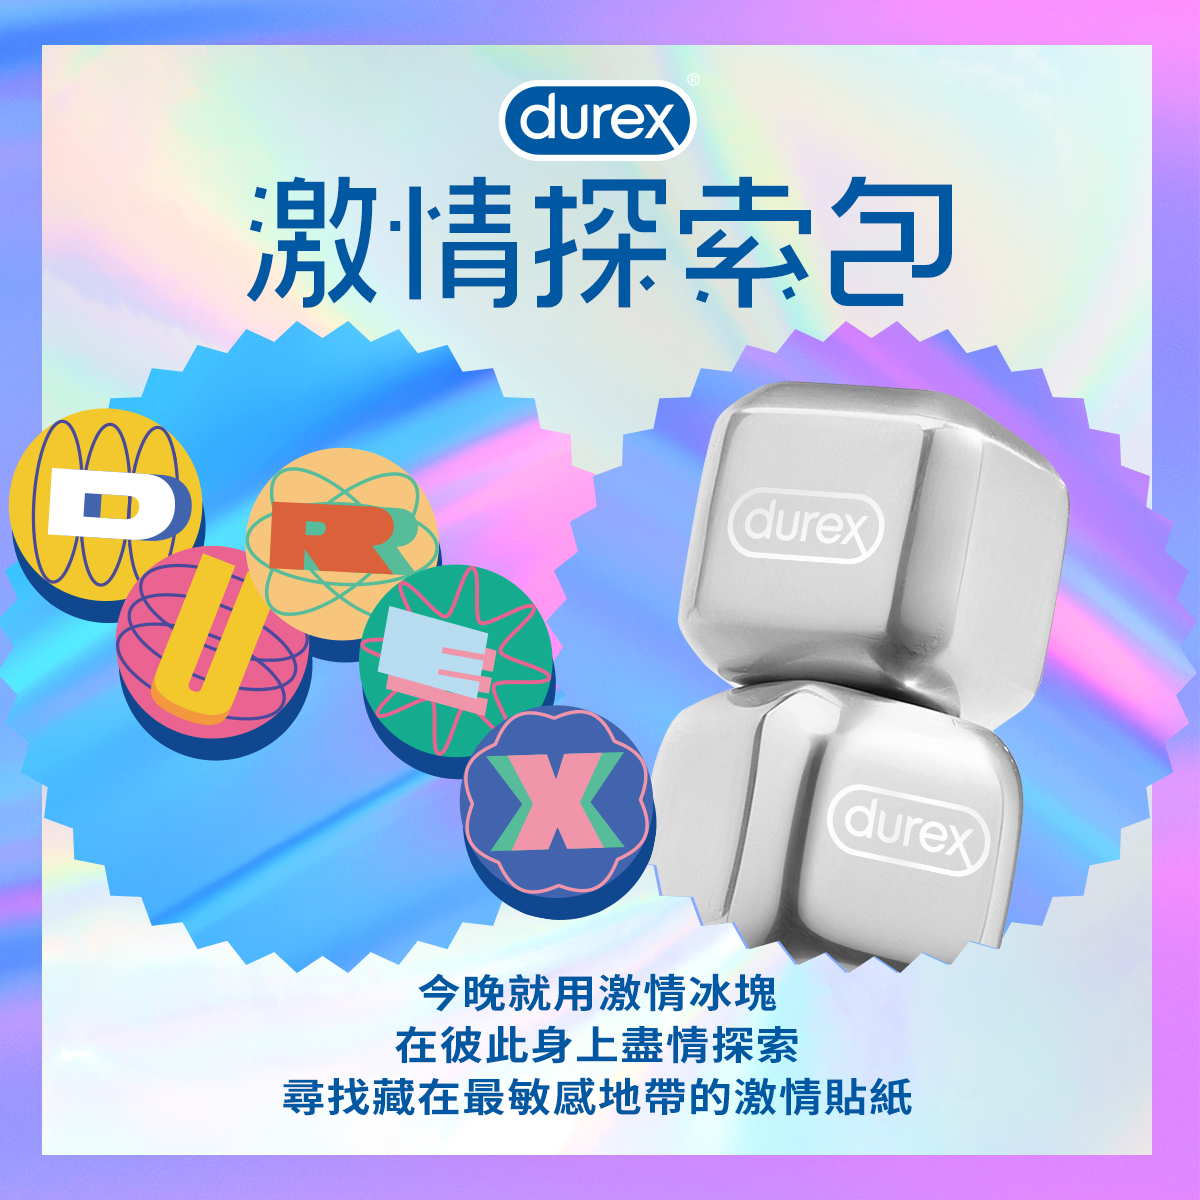 durex®
激情探索包
D
U
R
E
X
durex
durex
今晚就用激情冰塊
在彼此身上盡情探索
尋找藏在最敏感地帶的激情貼紙